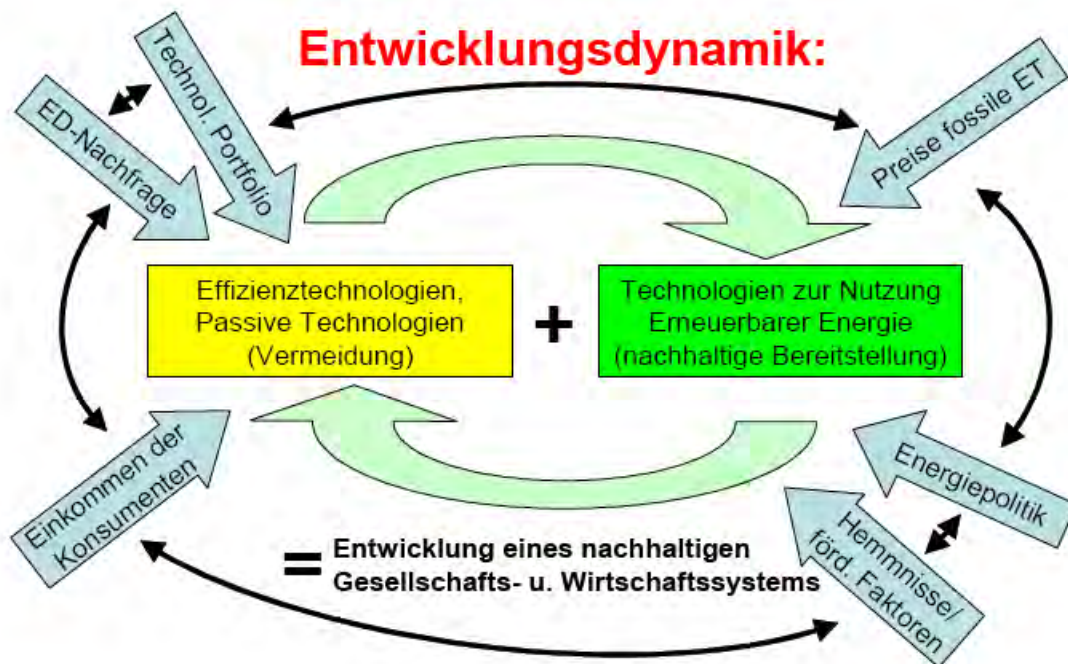 Entwicklungsdynamik:
Technol. Portfolio
ED-Nachfrage
Preise fossile ET
Effizienztechnologien,
Passive Technologien
(Vermeidung)
+
Technologien zur Nutzung
Erneuerbarer Energie
(nachhaltige Bereitstellung)
Einkommen der
Konsumenten
Energiepolitik
Hemmnisse/
förd. Faktoren
= Entwicklung eines nachhaltigen
Gesellschafts- u. Wirtschaftssystems